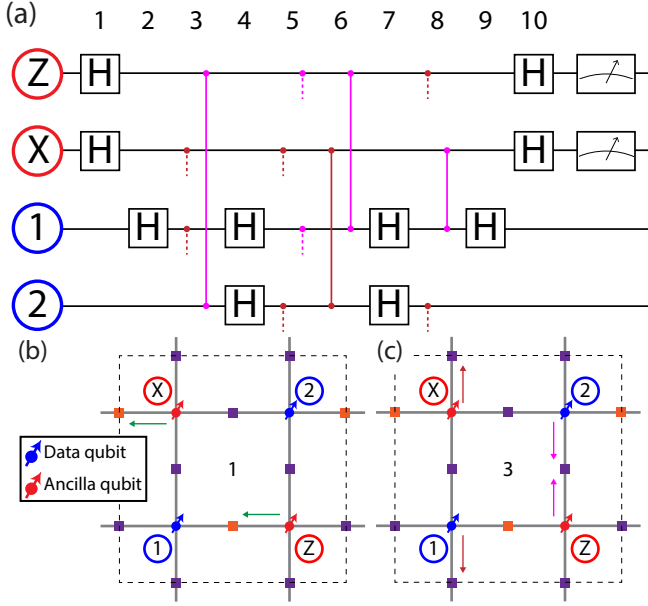 (a)
1 2 3 4 5 6 7 8 9 10
Z H H
X H H
1 H H H H
2 H H
(b) (c)
X 2 X 2
Data qubit
Ancilla qubit
1 3
1 Z 1 Z